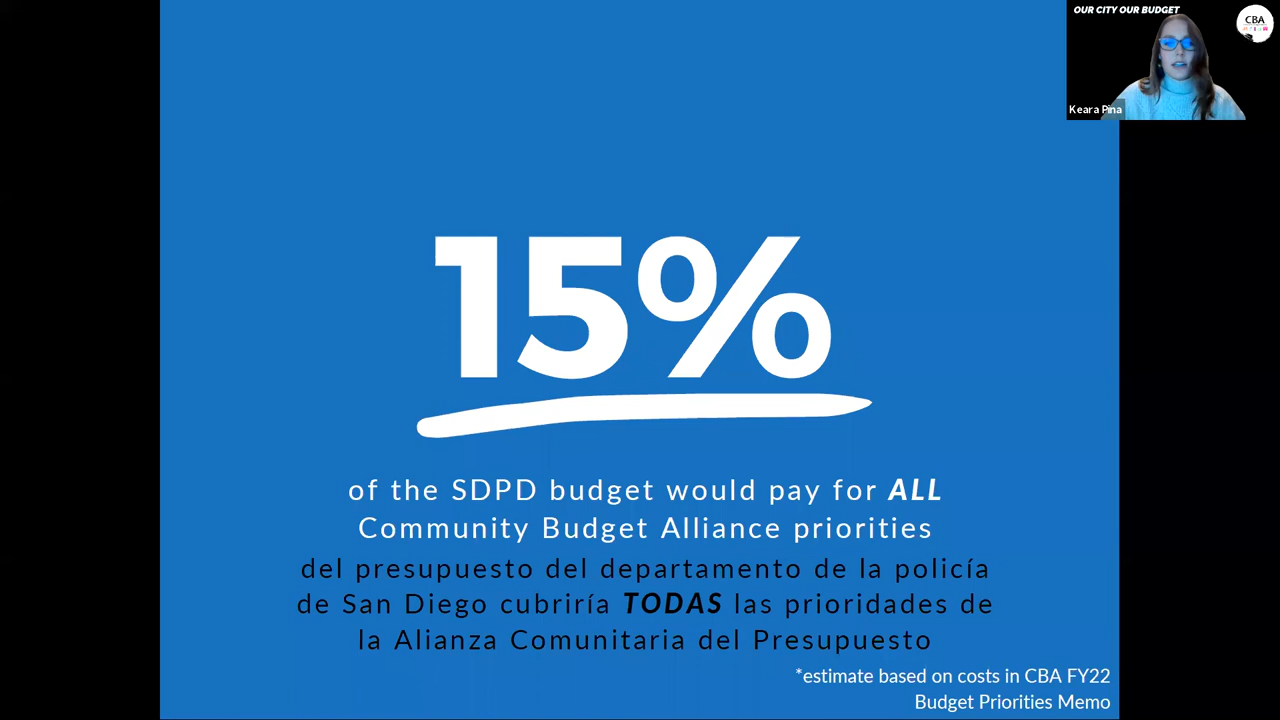 OUR CITY OUR BUDGET
CBA
Keara Pina
15%
of the SDPD budget would pay for ALL
Community Budget Alliance priorities
del presupuesto del departamento de la policía
de San Diego cubriría TODAS las prioridades de
la Alianza Comunitaria del Presupuesto
*estimate based on costs in CBA FY22
Budget Priorities Memo